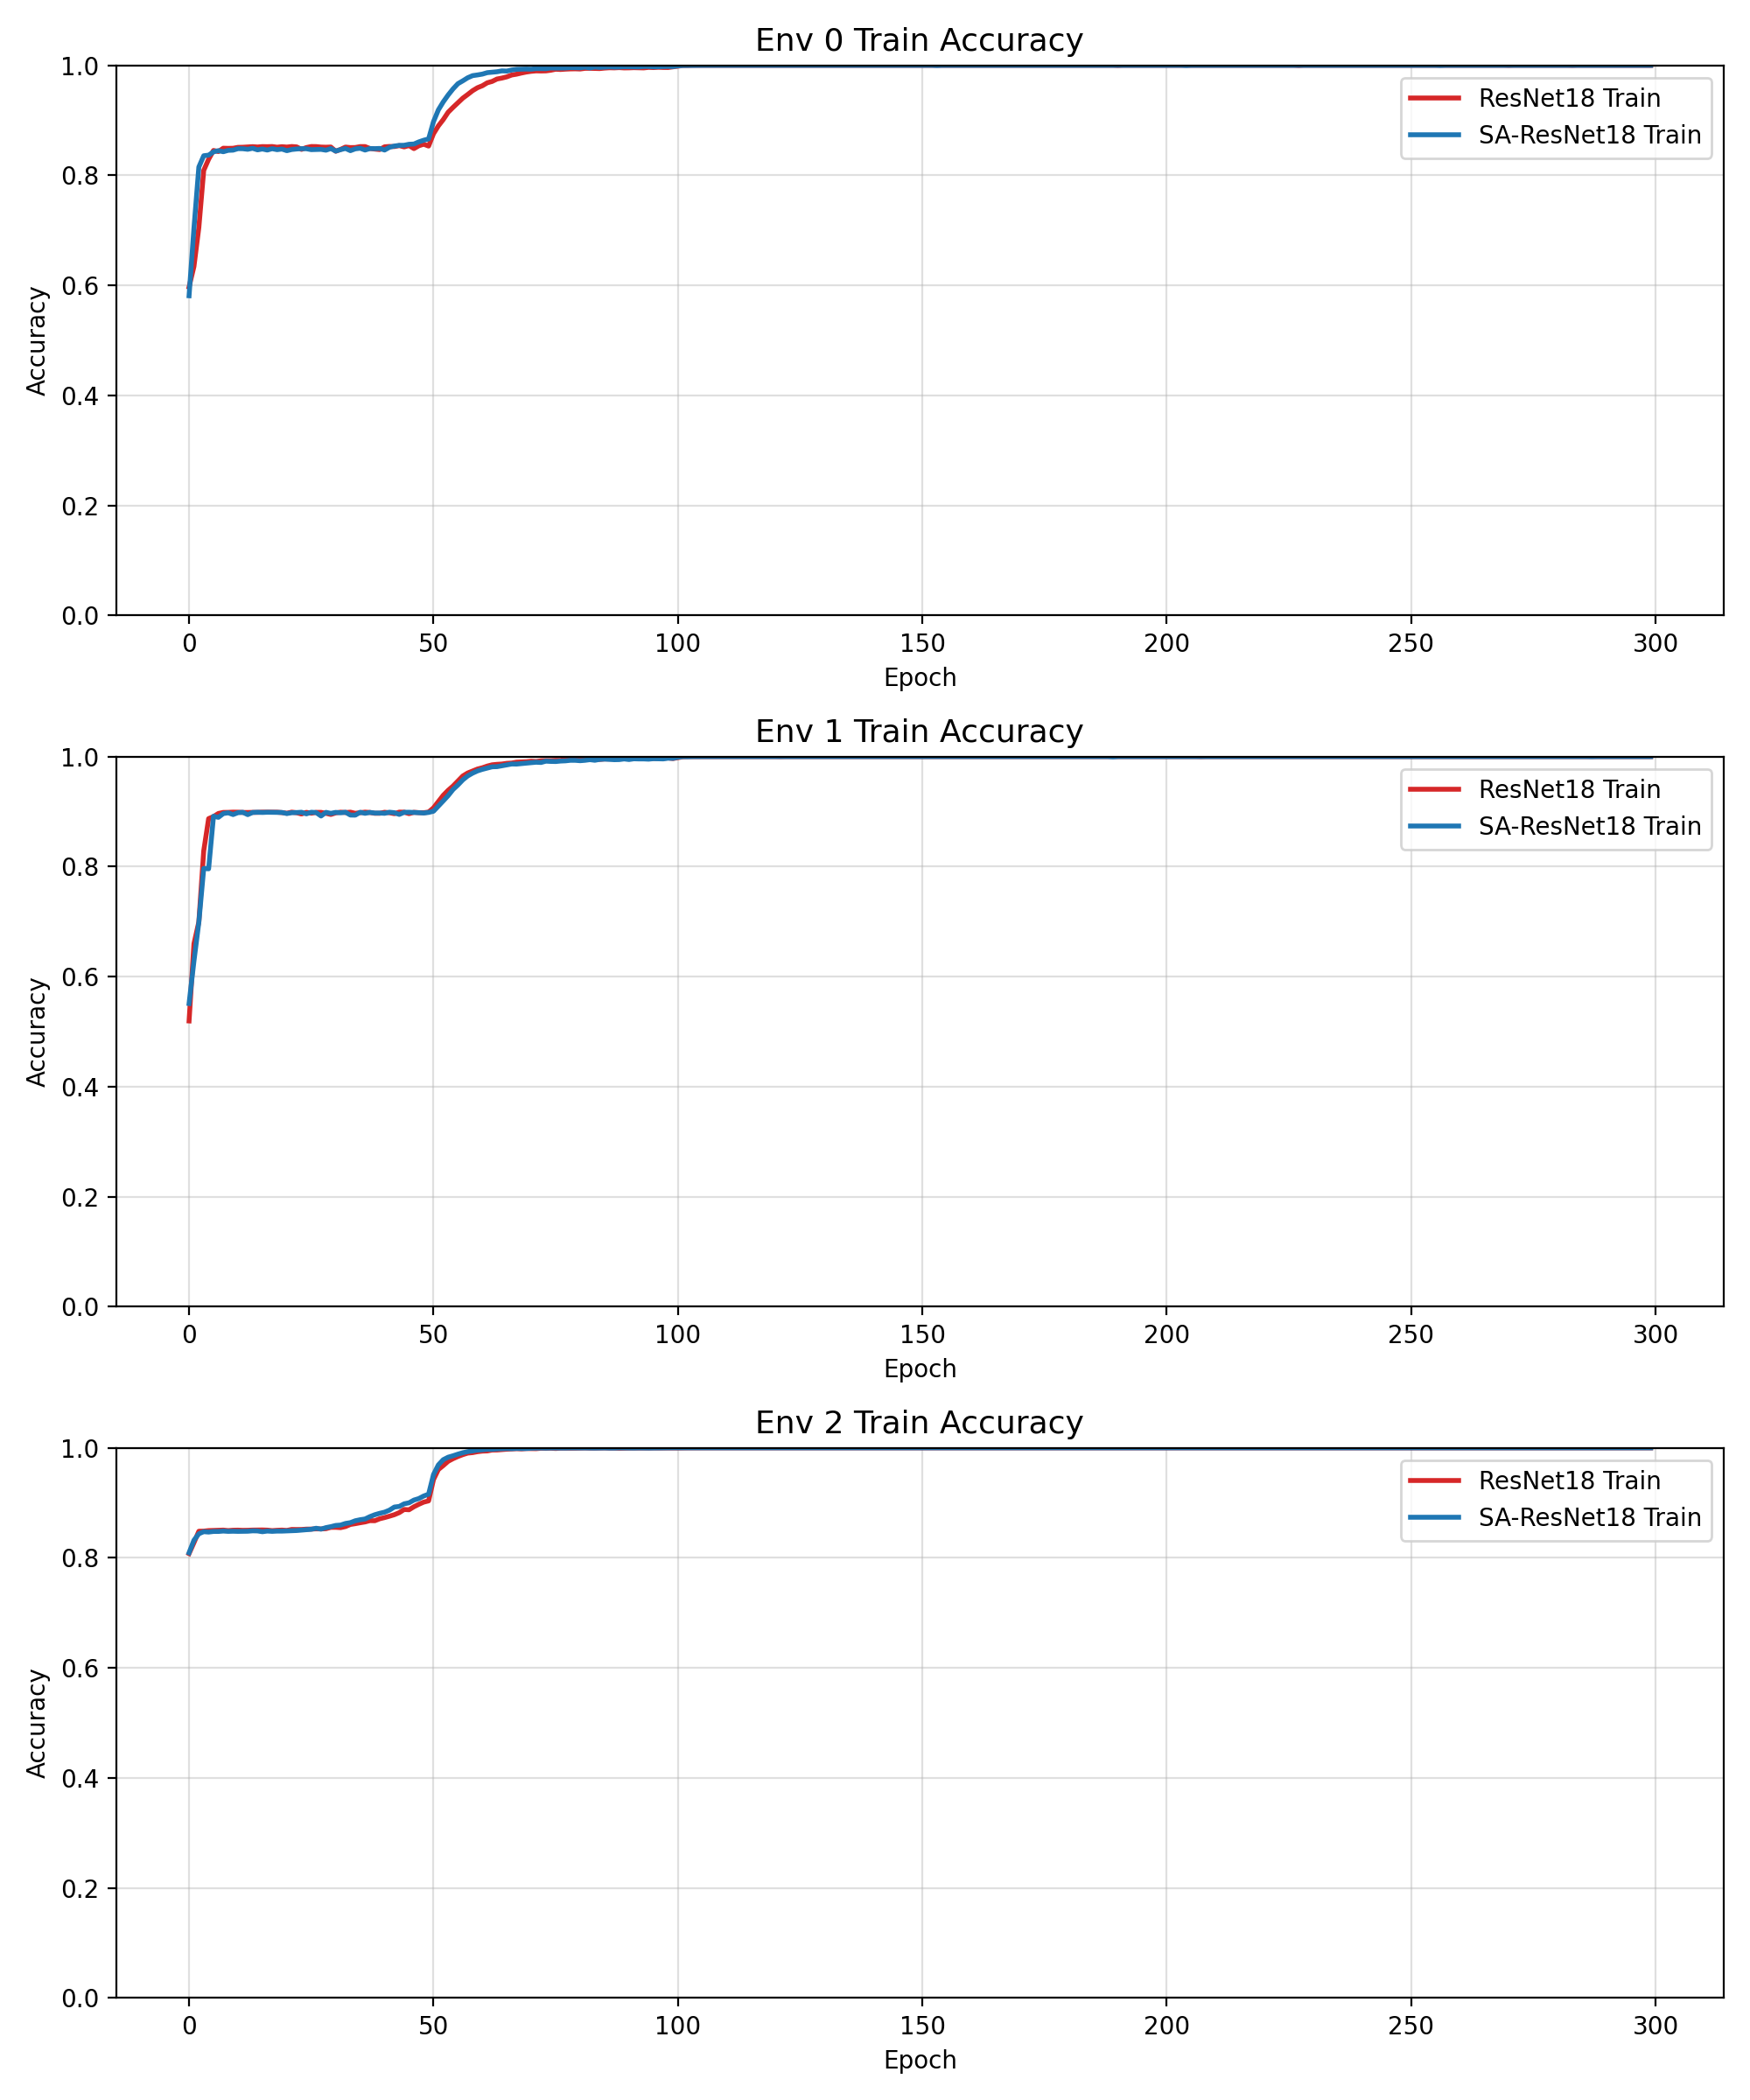 Env 0 Train Accuracy
1.0
0.8
0.6
0.4
0.2
0.0
Accuracy
ResNet18 Train
SA-ResNet18 Train
0 50 100 150 200 250 300
Epoch
Env 1 Train Accuracy
1.0
0.8
0.6
0.4
0.2
0.0
Accuracy
ResNet18 Train
SA-ResNet18 Train
0 50 100 150 200 250 300
Epoch
Env 2 Train Accuracy
1.0
0.8
0.6
0.4
0.2
0.0
Accuracy
ResNet18 Train
SA-ResNet18 Train
0 50 100 150 200 250 300
Epoch